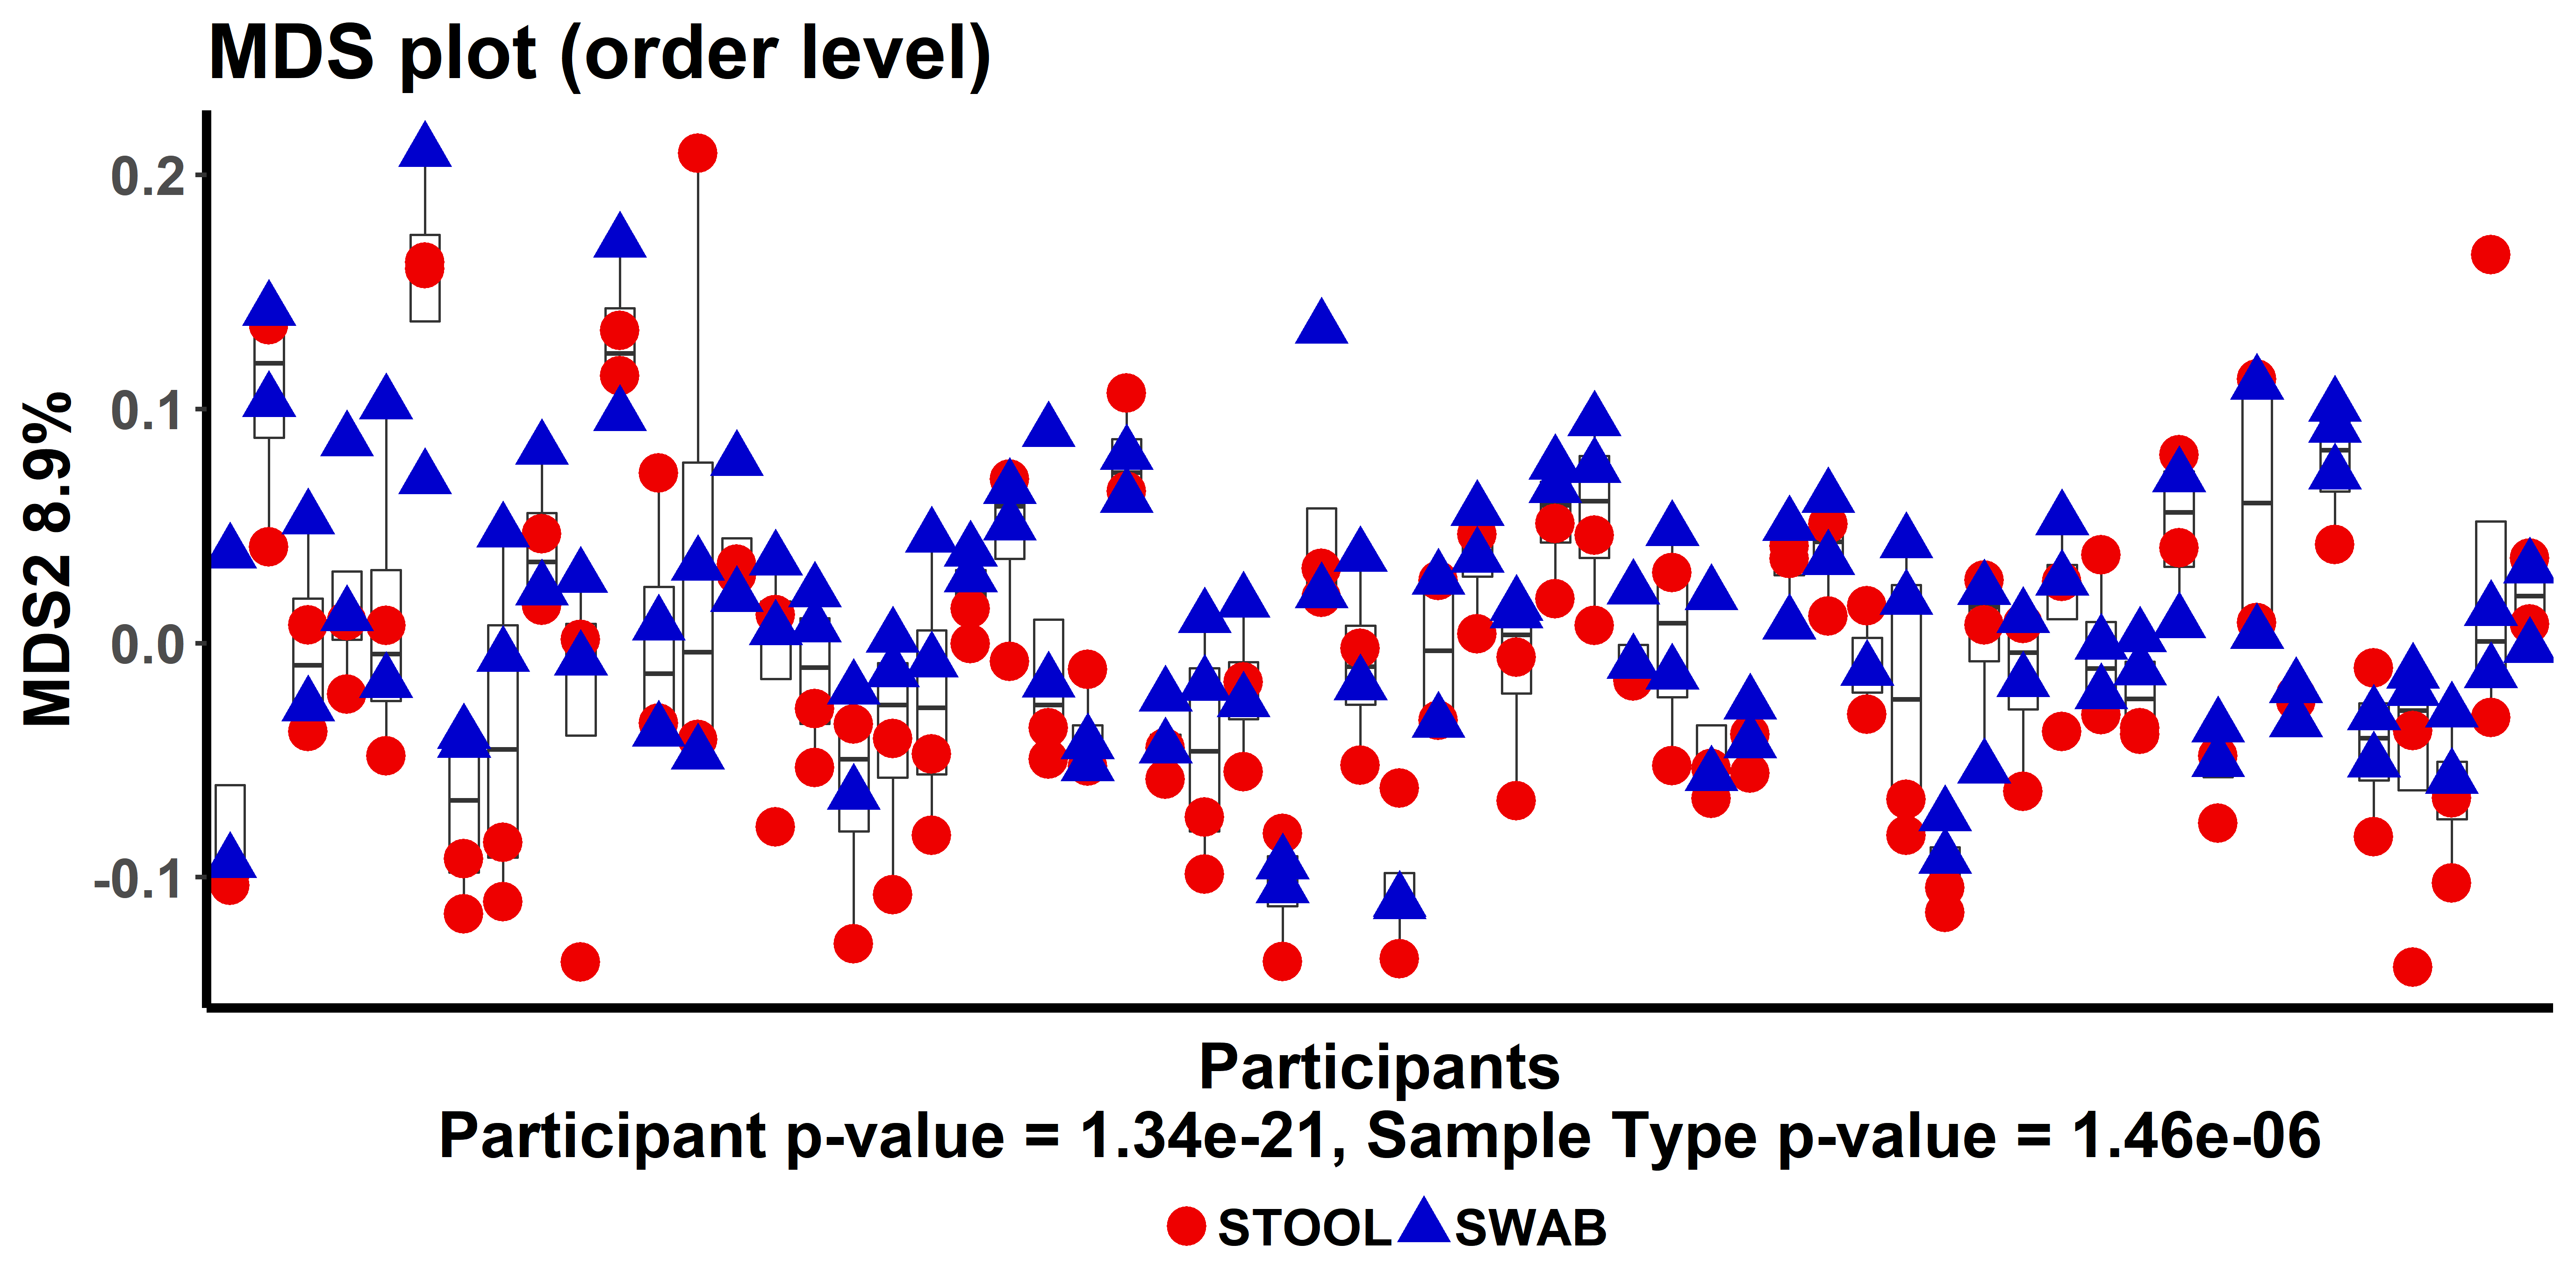 MDS plot (order level)
MDS2 8.9%
0.2
0.1
0.0
-0.1
Participants
Participant p-value = 1.34e-21, Sample Type p-value = 1.46e-06
STOOL SWAB